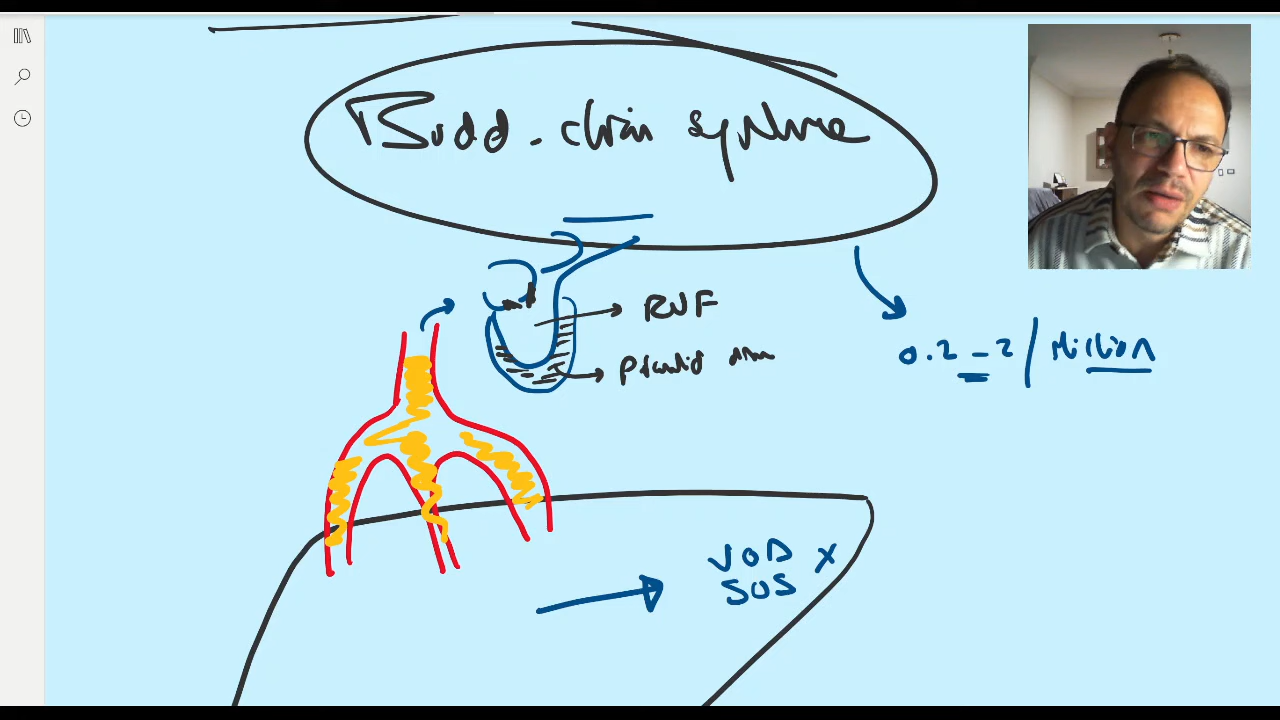 Budd - chiari syndrome
RVF
0.2 - 2 / Million
VOD X
SOS